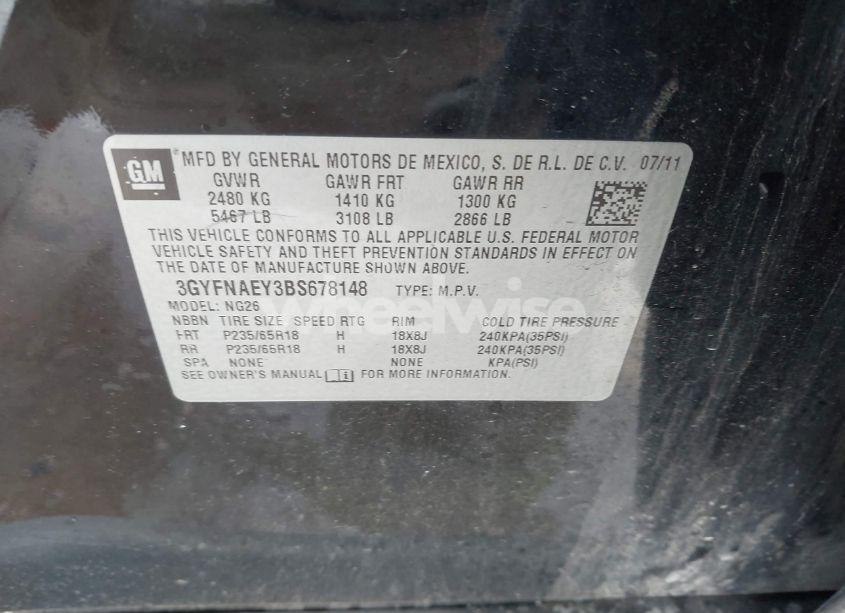 GM MFD BY GENERAL MOTORS DE MEXICO, S. DE R.L. DE C.V. 07/11
GVWR GAWR FRT GAWR RR
2480 KG 1410 KG 1300 KG
5467 LB 3108 LB 2866 LB
THIS VEHICLE CONFORMS TO ALL APPLICABLE U.S. FEDERAL MOTOR
VEHICLE SAFETY AND THEFT PREVENTION STANDARDS IN EFFECT ON
THE DATE OF MANUFACTURE SHOWN ABOVE.
3GYFNAEY3BS678148 TYPE: M.P.V.
MODEL: NG26
wheelwise
NBBN TIRE SIZE SPEED RTG RIM COLD TIRE PRESSURE
FRT P235/65R18 H 18X8J 240KPA(35PSI)
RR P235/65R18 H 18X8J 240KPA(35PSI)
SPA NONE NONE KPA(PSI)
SEE OWNER'S MANUAL FOR MORE INFORMATION.